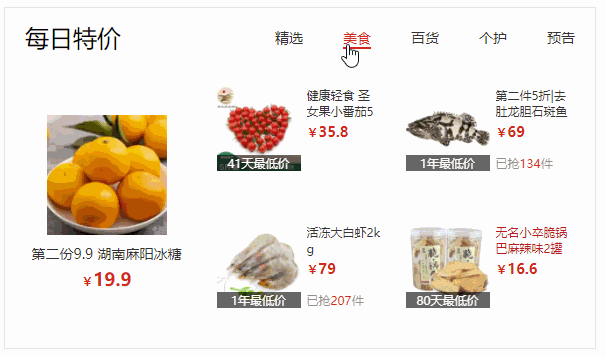 每日特价
精选
美食
百货
个护
预告
第二份9.9 湖南麻阳冰糖
￥19.9
41天最低价
健康轻食 圣
女果小番茄5
￥35.8
1年最低价
第二件5折|去
肚龙胆石斑鱼
￥69
已抢134件
1年最低价
活冻大白虾2k
g
￥79
已抢207件
80天最低价
无名小卒脆锅
巴麻辣味2罐
￥16.6